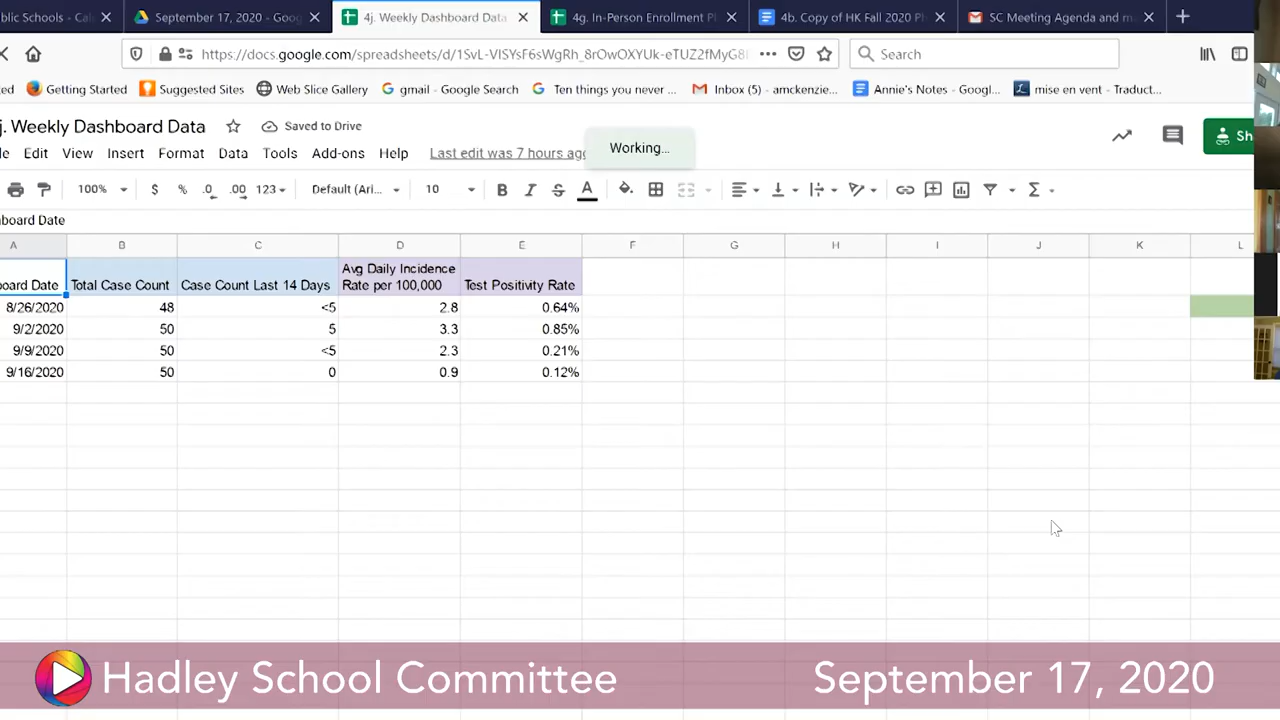 blic Schools - Cal
September 17, 2020 - Goog
4j. Weekly Dashboard Data
4g. In-Person Enrollment P
4b. Copy of HK Fall 2020 P
SC Meeting Agenda and m
https://docs.google.com/spreadsheets/d/1SvL-VISYsF6sWgRh_8rOwOXYUk-eTUZ2fMyG8
Search
ed Getting Started Suggested Sites Web Slice Gallery gmail - Google Search Ten things you never ... Inbox (5) - amckenzie... Annie's Notes - Googl... mise en vent - Traduct...
j. Weekly Dashboard Data Saved to Drive
Working...
Sh
le Edit View Insert Format Data Tools Add-ons Help Last edit was 7 hours ago
100% $ % .0 .00 123 Default (Ari... 10 B I S A
board Date
A B C D E F G H I J K L
board Date Total Case Count Case Count Last 14 Days Avg Daily Incidence Rate per 100,000 Test Positivity Rate
8/26/2020 48 <5 2.8 0.64%
9/2/2020 50 5 3.3 0.85%
9/9/2020 50 <5 2.3 0.21%
9/16/2020 50 0 0.9 0.12%
Hadley School Committee September 17, 2020